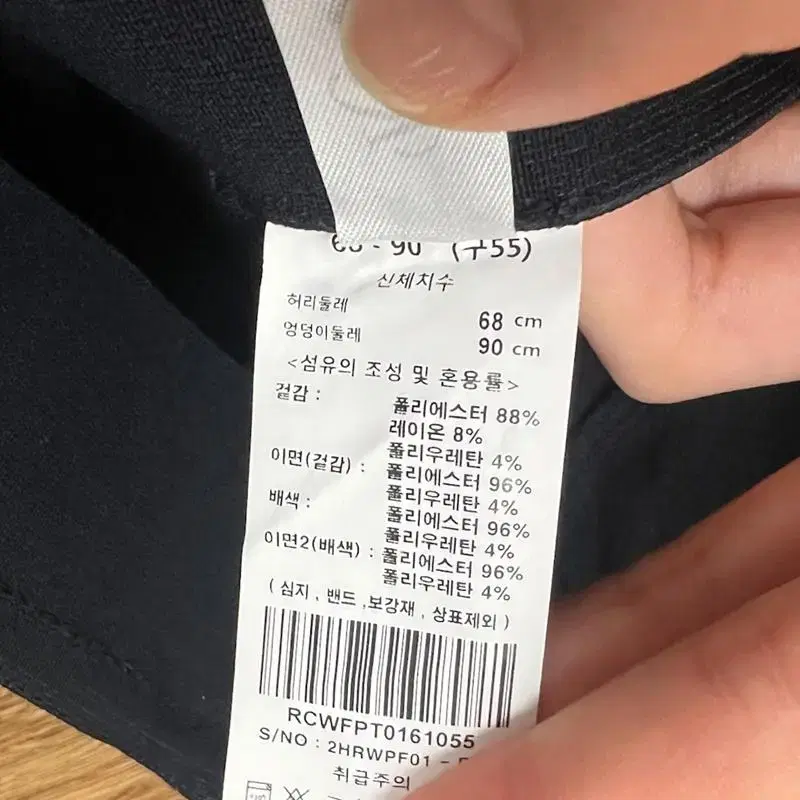 68 - 90 (구55)
신체치수
허리둘레 68 cm
엉덩이둘레 90 cm
<섬유의 조성 및 혼용률>
겉감 : 폴리에스터 88%
레이온 8%
폴리우레탄 4%
이면(겉감) : 폴리에스터 96%
폴리우레탄 4%
배색 : 폴리에스터 96%
폴리우레탄 4%
이면2(배색) : 폴리에스터 96%
폴리우레탄 4%
( 심지 , 밴드 ,보강재 , 상표제외 )
RCWFPT0161055
S/NO : 2HRWPF01 -
취급주의